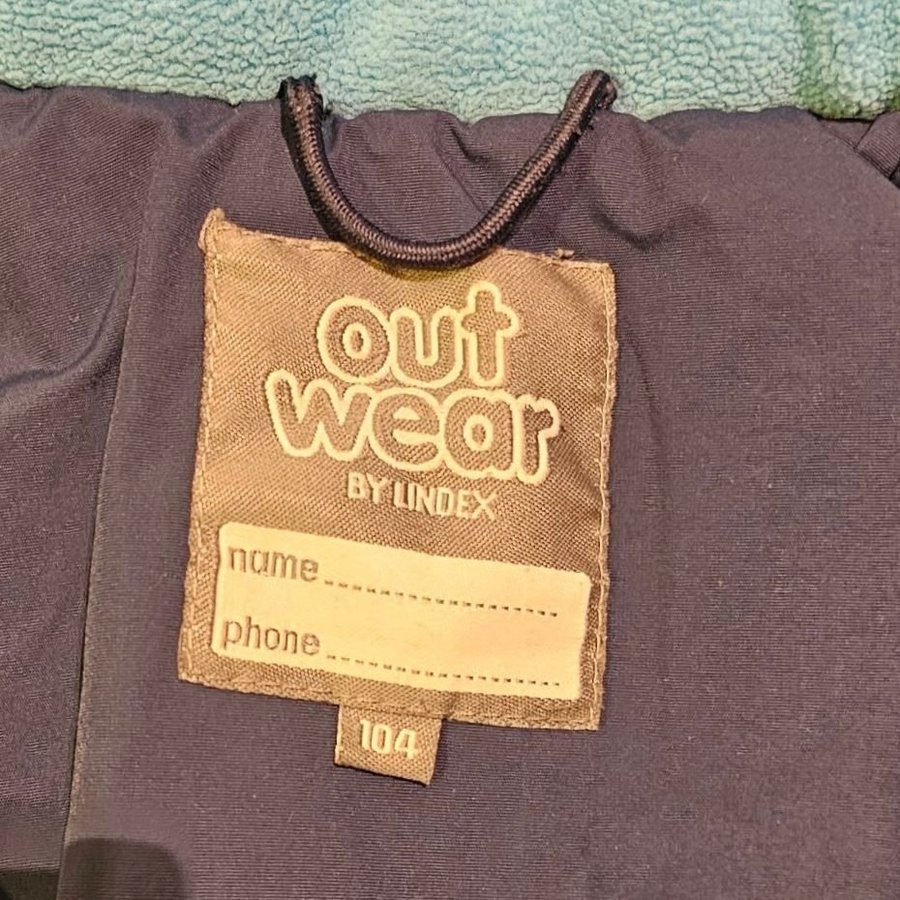 out
wear
BY LINDEX
name
phone
104